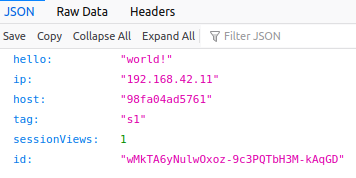 JSON Raw Data Headers
Save Copy Collapse All Expand All Filter JSON
hello: "world!"
ip: "192.168.42.11"
host: "98fa04ad5761"
tag: "s1"
sessionViews: 1
id: "wMkTA6yNulwOxoz-9c3PQTbH3M-kAqGD"